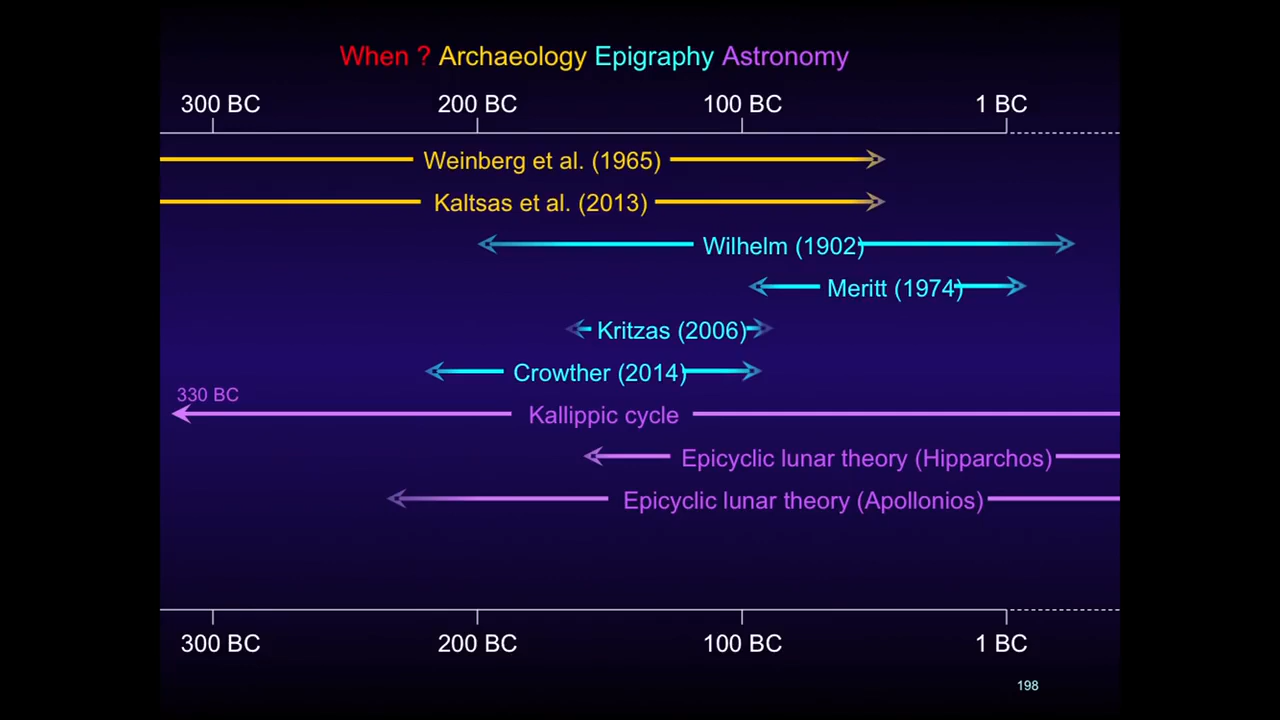 When ? Archaeology Epigraphy Astronomy
300 BC 200 BC 100 BC 1 BC
Weinberg et al. (1965)
Kaltsas et al. (2013)
Wilhelm (1902)
Meritt (1974)
Kritzas (2006)
Crowther (2014)
330 BC
Kallippic cycle
Epicyclic lunar theory (Hipparchos)
Epicyclic lunar theory (Apollonios)
300 BC 200 BC 100 BC 1 BC
198